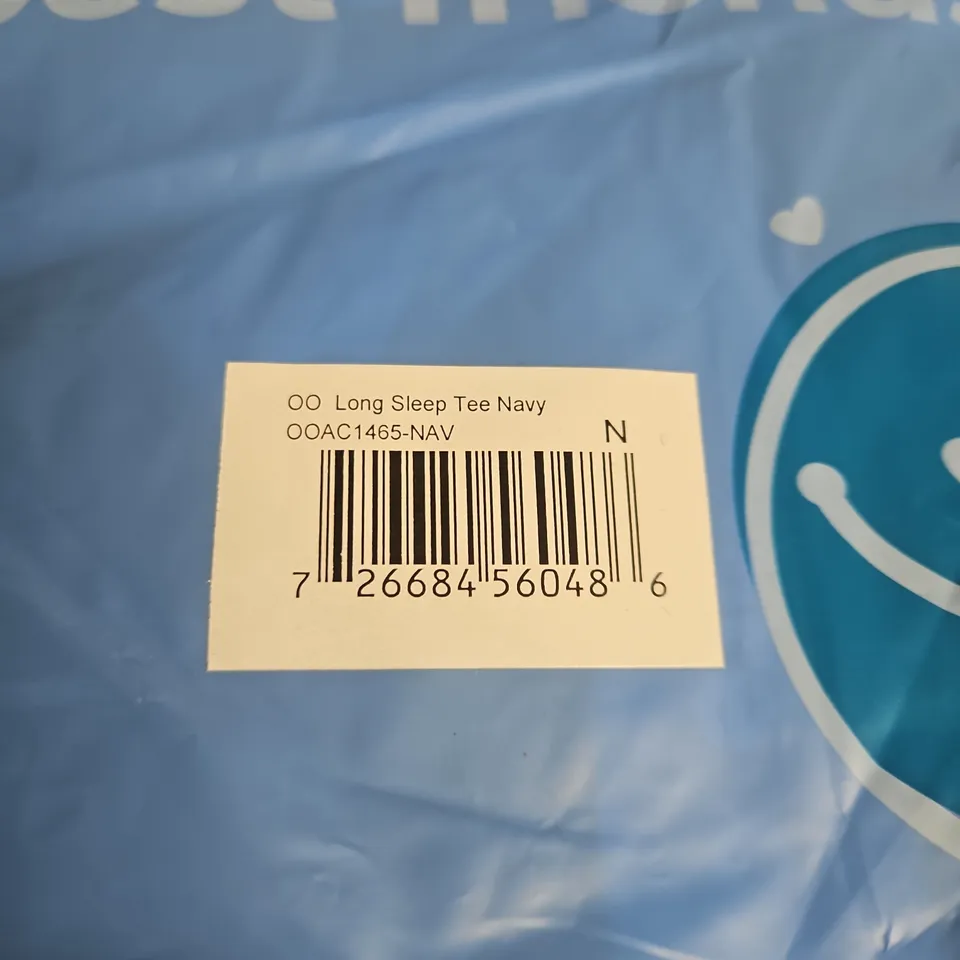 OO Long Sleep Tee Navy
OOAC1465-NAV
N
7 26684 56048 6